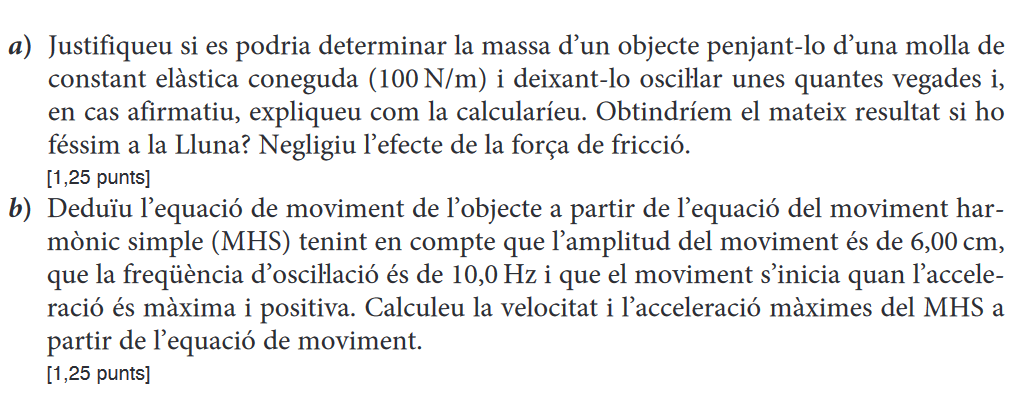 a) Justifiqueu si es podria determinar la massa d’un objecte penjant-lo d’una molla de
constant elàstica coneguda (100 N/m) i deixant-lo oscil·lar unes quantes vegades i,
en cas afirmatiu, expliqueu com la calcularíeu. Obtindríem el mateix resultat si ho
féssim a la Lluna? Negligiu l’efecte de la força de fricció.
[1,25 punts]
b) Deduïu l’equació de moviment de l’objecte a partir de l’equació del moviment har-
mònic simple (MHS) tenint en compte que l’amplitud del moviment és de 6,00 cm,
que la freqüència d’oscil·lació és de 10,0 Hz i que el moviment s’inicia quan l’accele-
ració és màxima i positiva. Calculeu la velocitat i l’acceleració màximes del MHS a
partir de l’equació de moviment.
[1,25 punts]